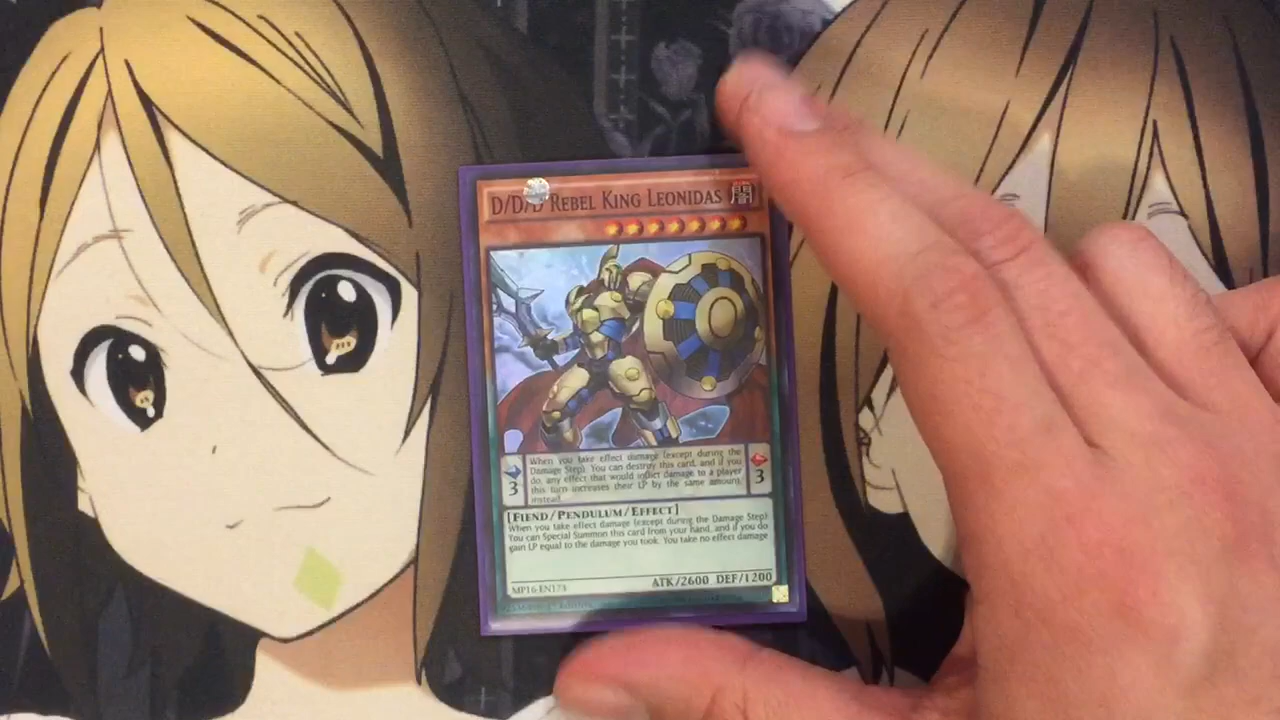 D/D/D REBEL KING LEONIDAS 闇
3 3
When you take effect damage (except during the
Damage Step): You can destroy this card, and if you
do, any effect that would inflict damage to a player
this turn increases their LP by the same amount,
instead.
[FIEND/PENDULUM/EFFECT]
When you take effect damage (except during the Damage Step):
You can Special Summon this card from your hand, and if you do
gain LP equal to the damage you took. You take no effect damage
ATK/2600 DEF/1200
MP16-EN173